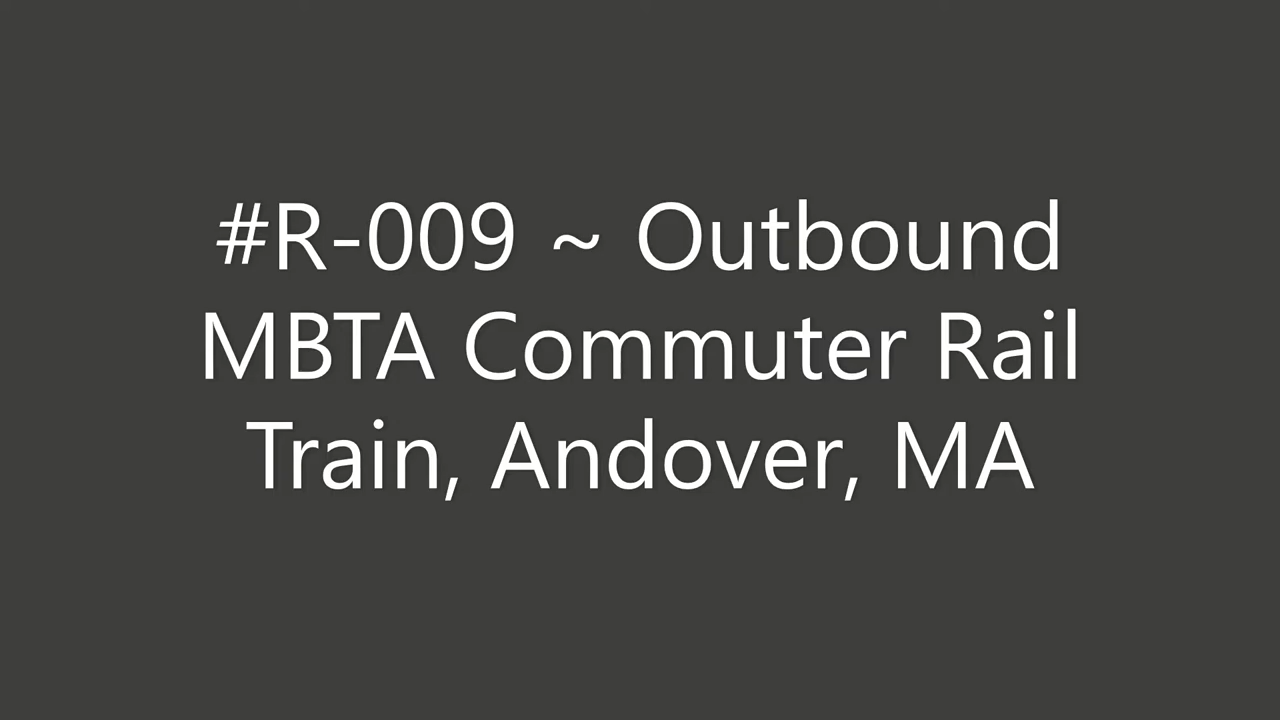 #R-009 ~ Outbound
MBTA Commuter Rail
Train, Andover, MA